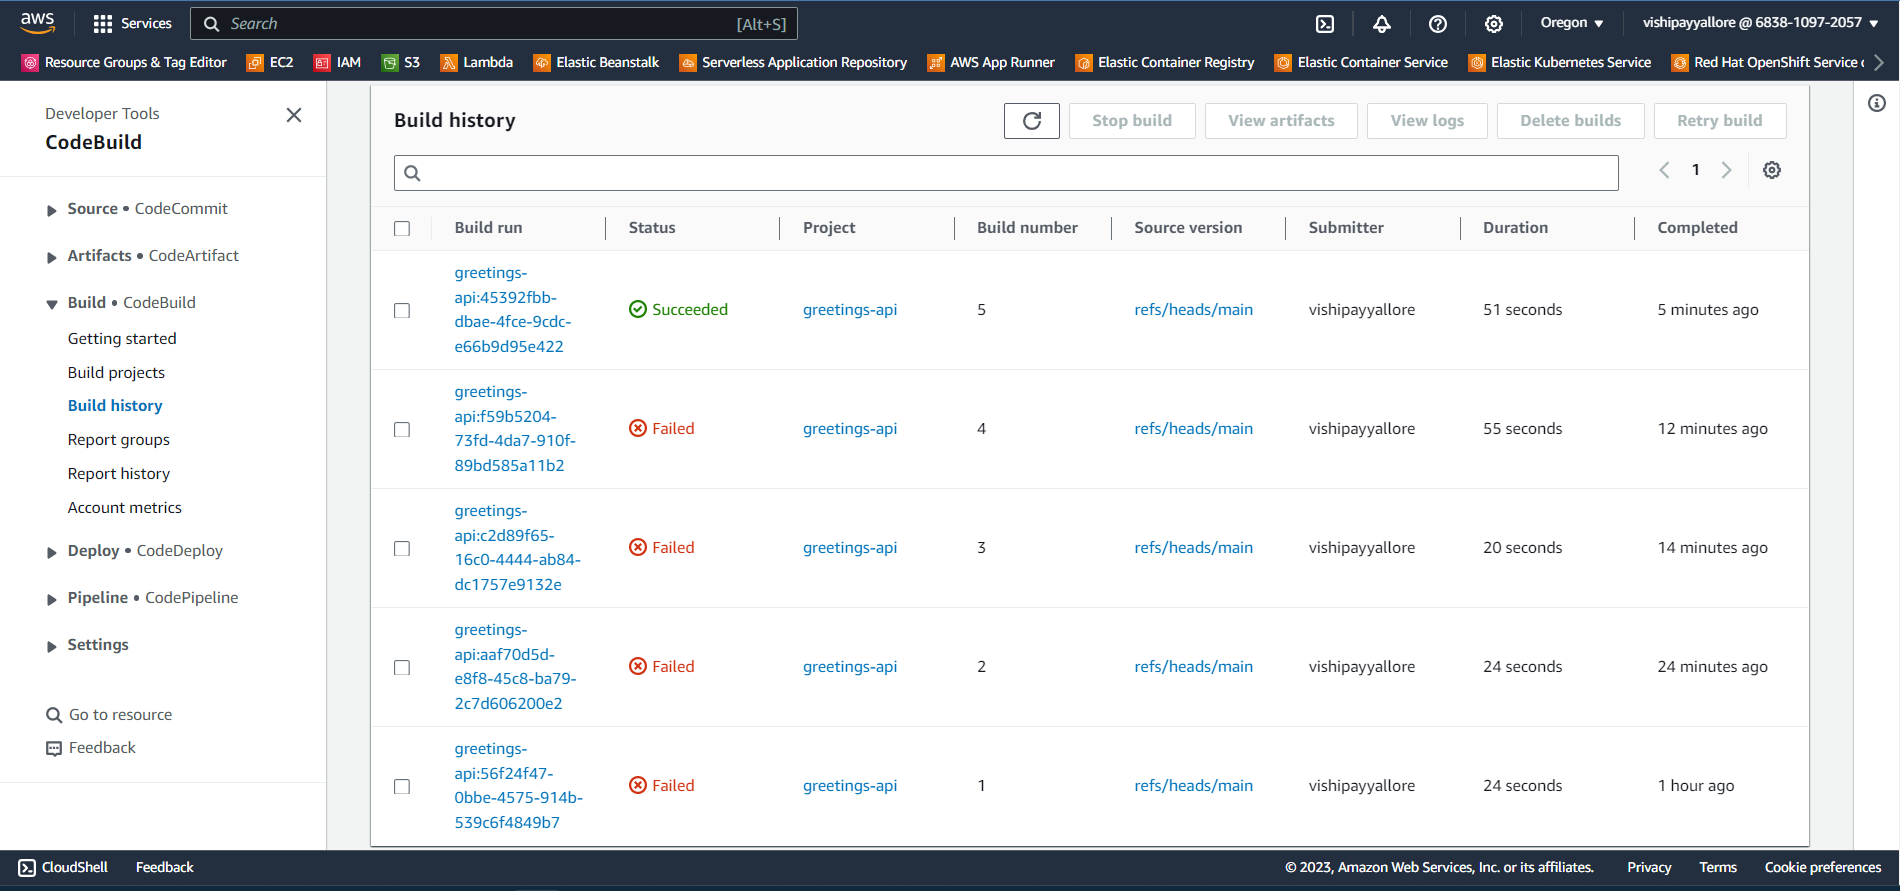 aws Services Search [Alt+S] Oregon vishipayyallore @ 6838-1097-2057
Resource Groups & Tag Editor EC2 IAM S3 Lambda Elastic Beanstalk Serverless Application Repository AWS App Runner Elastic Container Registry Elastic Container Service Elastic Kubernetes Service Red Hat OpenShift Service
Developer Tools
CodeBuild
Source • CodeCommit
Artifacts • CodeArtifact
Build • CodeBuild
Getting started
Build projects
Build history
Report groups
Report history
Account metrics
Deploy • CodeDeploy
Pipeline • CodePipeline
Settings
Go to resource
Feedback
Build history Stop build View artifacts View logs Delete builds Retry build
1
Build run Status Project Build number Source version Submitter Duration Completed
greetings-
api:45392fbb-
dbae-4fce-9cdc-
e66b9d95e422
Succeeded greetings-api 5 refs/heads/main vishipayyallore 51 seconds 5 minutes ago
greetings-
api:f59b5204-
73fd-4da7-910f-
89bd585a11b2
Failed greetings-api 4 refs/heads/main vishipayyallore 55 seconds 12 minutes ago
greetings-
api:c2d89f65-
16c0-4444-ab84-
dc1757e9132e
Failed greetings-api 3 refs/heads/main vishipayyallore 20 seconds 14 minutes ago
greetings-
api:aaf70d5d-
e8f8-45c8-ba79-
2c7d606200e2
Failed greetings-api 2 refs/heads/main vishipayyallore 24 seconds 24 minutes ago
greetings-
api:56f24f47-
0bbe-4575-914b-
539c6f4849b7
Failed greetings-api 1 refs/heads/main vishipayyallore 24 seconds 1 hour ago
CloudShell Feedback © 2023, Amazon Web Services, Inc. or its affiliates. Privacy Terms Cookie preferences